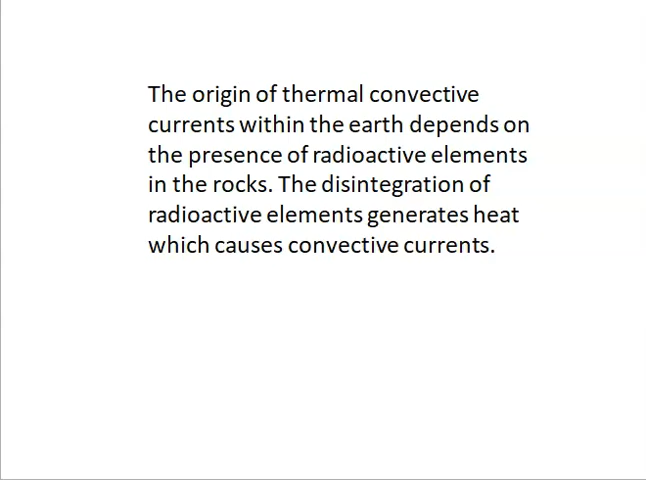 The origin of thermal convective
currents within the earth depends on
the presence of radioactive elements
in the rocks. The disintegration of
radioactive elements generates heat
which causes convective currents.